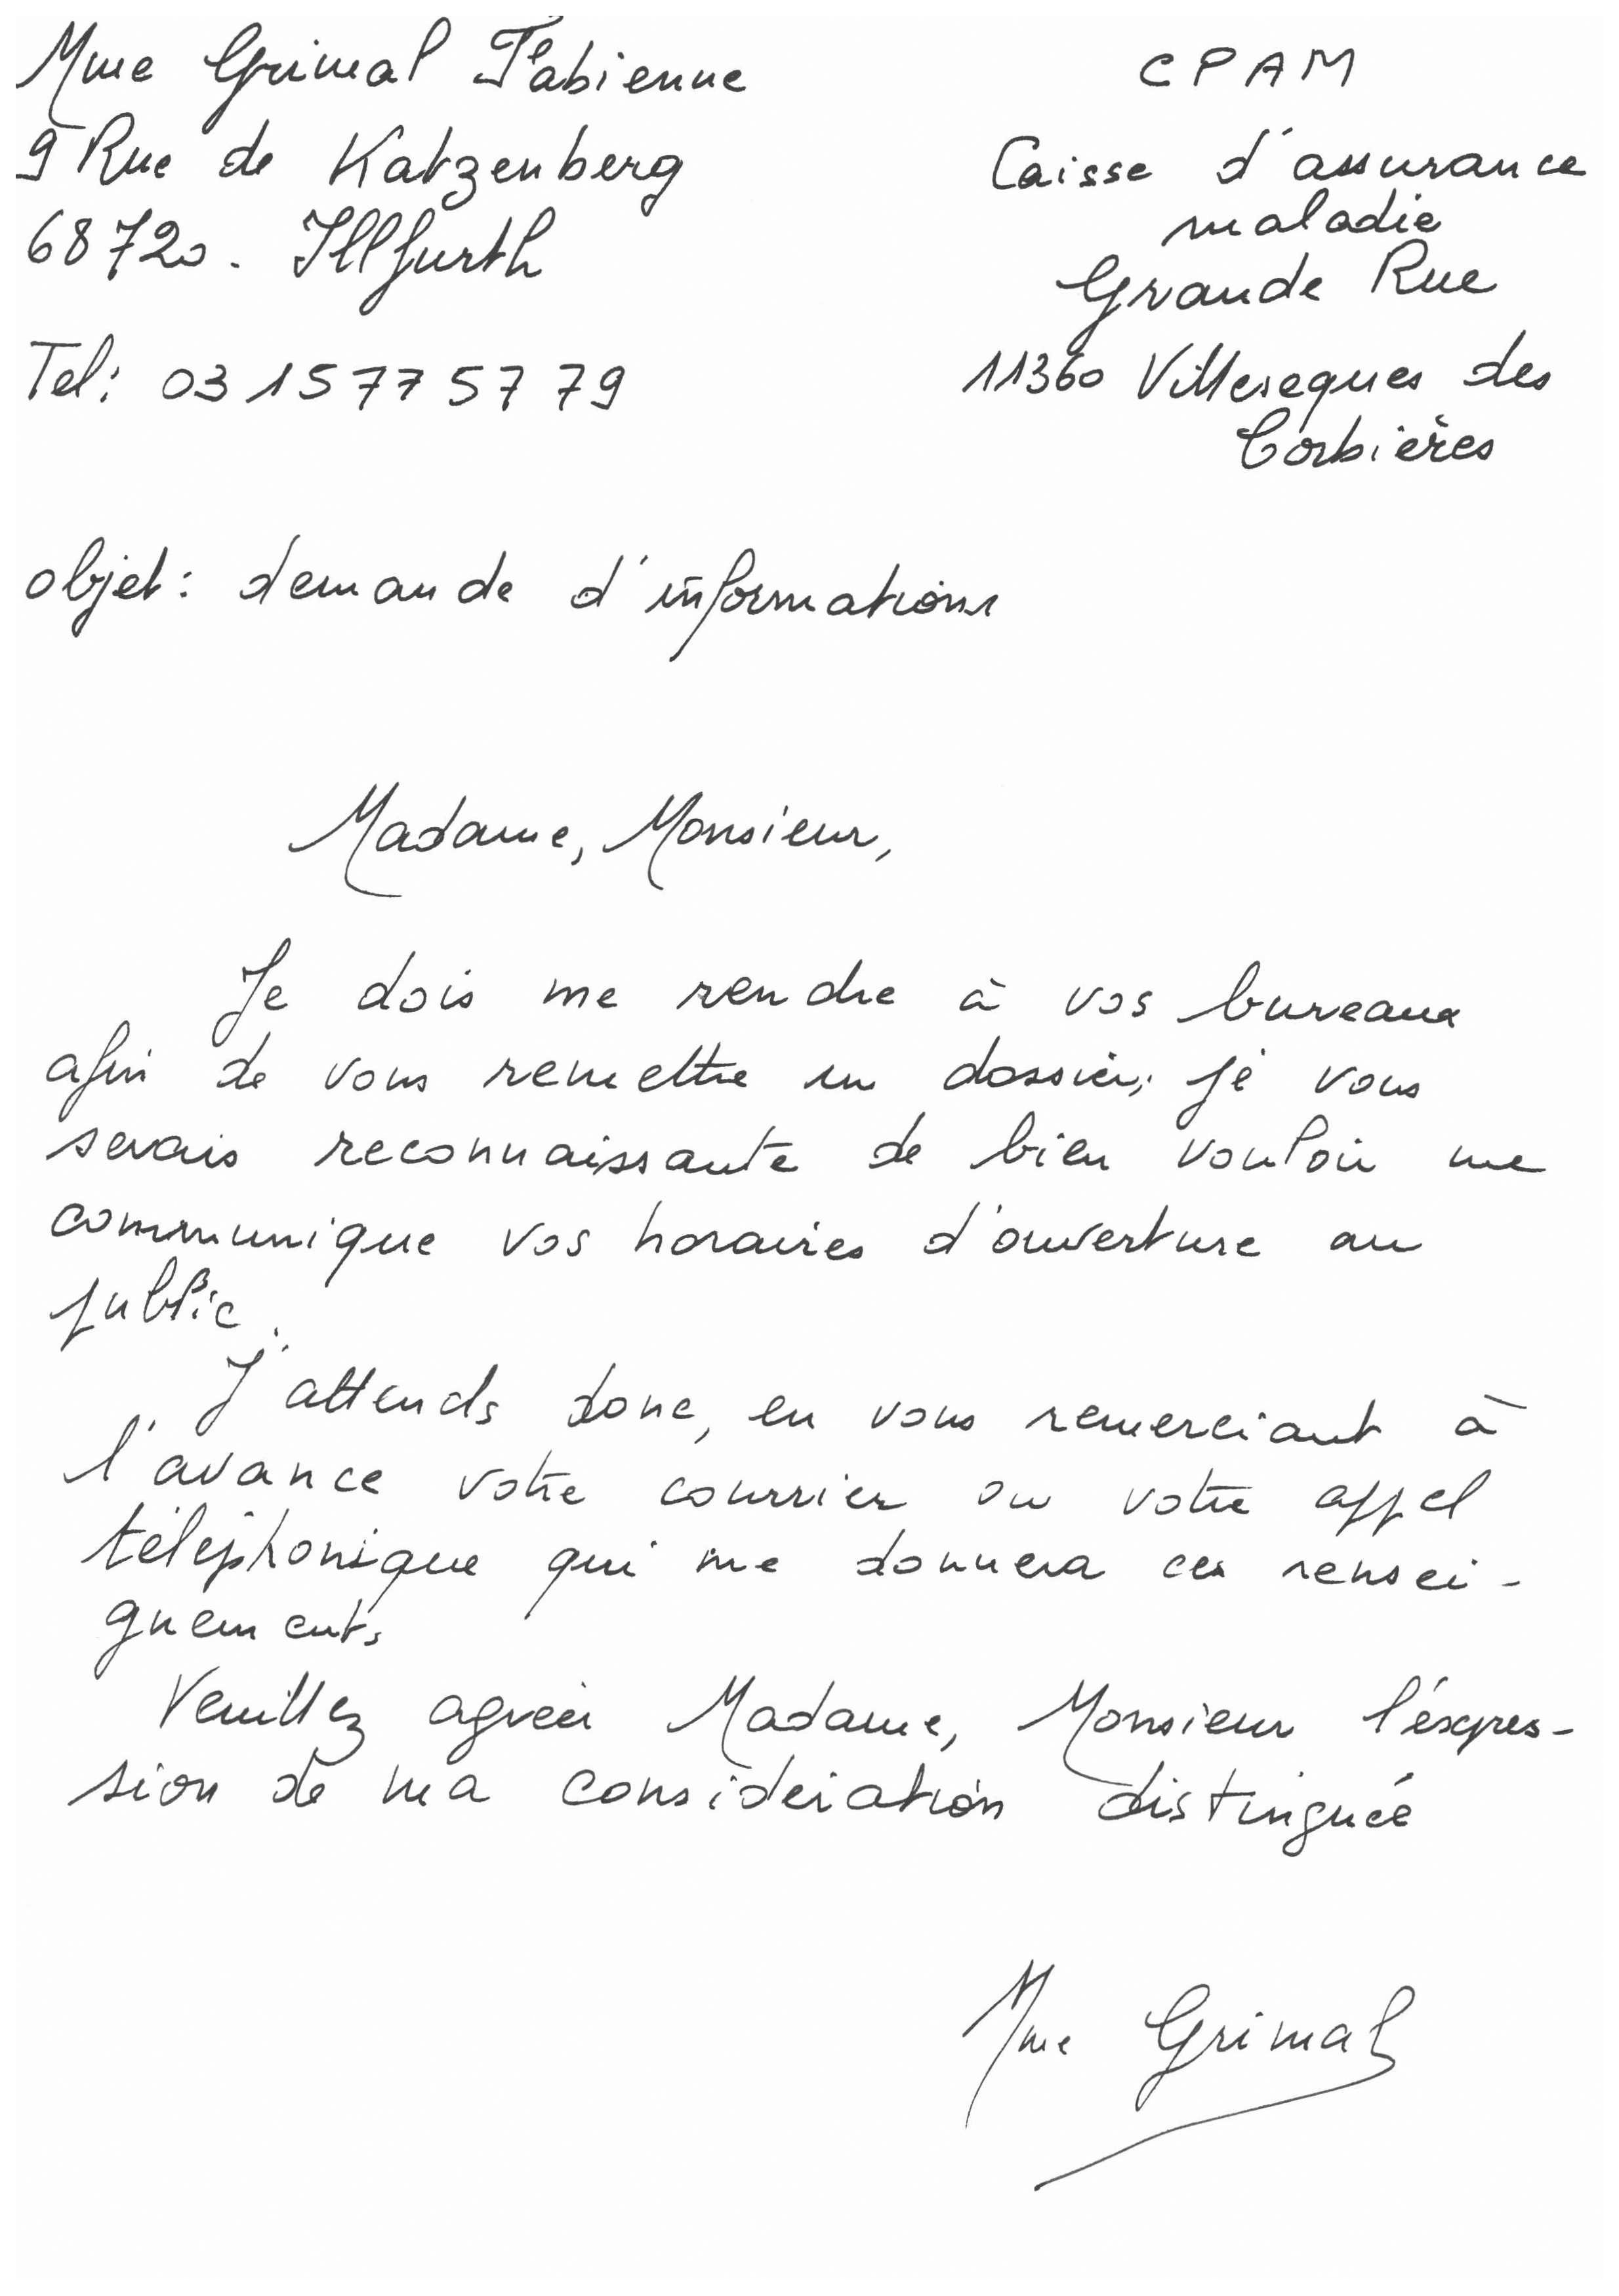 Mme Grimal Fabienne
9 Rue de Katzenberg
68720. Illfurth
Tel: 03 15 77 57 79
CPAM
Caisse d'assurance
maladie
Grande Rue
11360 Villeseques des
Corbières
objet: demande d'informations
Madame, Monsieur,
Je dois me rendre à vos bureaux
afin de vous remettre un dossier, je vous
serais reconnaissante de bien vouloir me
communique vos horaires d'ouverture au
public.
J'attends donc, en vous remerciant à
l'avance votre courrier ou votre appel
téléphonique qui me donnera ces rensei-
gnements
Veuillez agréer Madame, Monsieur l'éxpres-
sion de ma considération distinguée
Mme Grimal